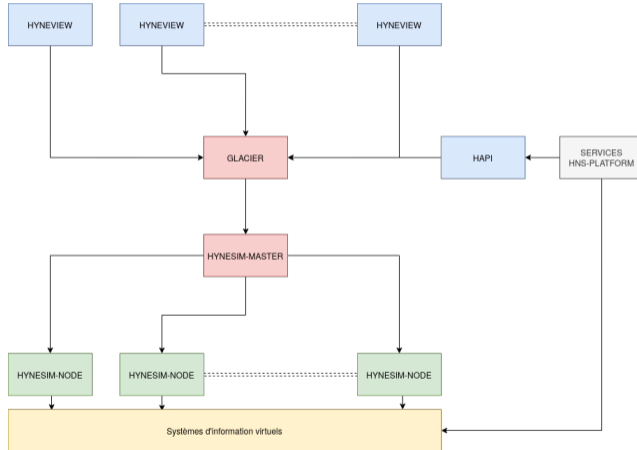 HYNEVIEW
HYNEVIEW
HYNEVIEW
GLACIER
HAPI
SERVICES
HNS-PLATFORM
HYNESIM-MASTER
HYNESIM-NODE
HYNESIM-NODE
HYNESIM-NODE
Systèmes d'information virtuels